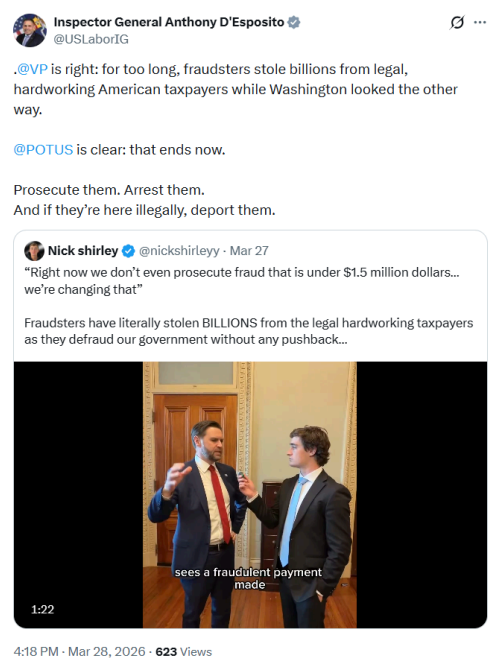 Inspector General Anthony D'Esposito
@USLaborIG
.@VP is right: for too long, fraudsters stole billions from legal,
hardworking American taxpayers while Washington looked the other
way.
@POTUS is clear: that ends now.
Prosecute them. Arrest them.
And if they’re here illegally, deport them.
Nick shirley @nickshirleyy · Mar 27
“Right now we don’t even prosecute fraud that is under $1.5 million dollars...
we’re changing that”
Fraudsters have literally stolen BILLIONS from the legal hardworking taxpayers
as they defraud our government without any pushback...
sees a fraudulent payment
made
1:22
4:18 PM · Mar 28, 2026 · 623 Views